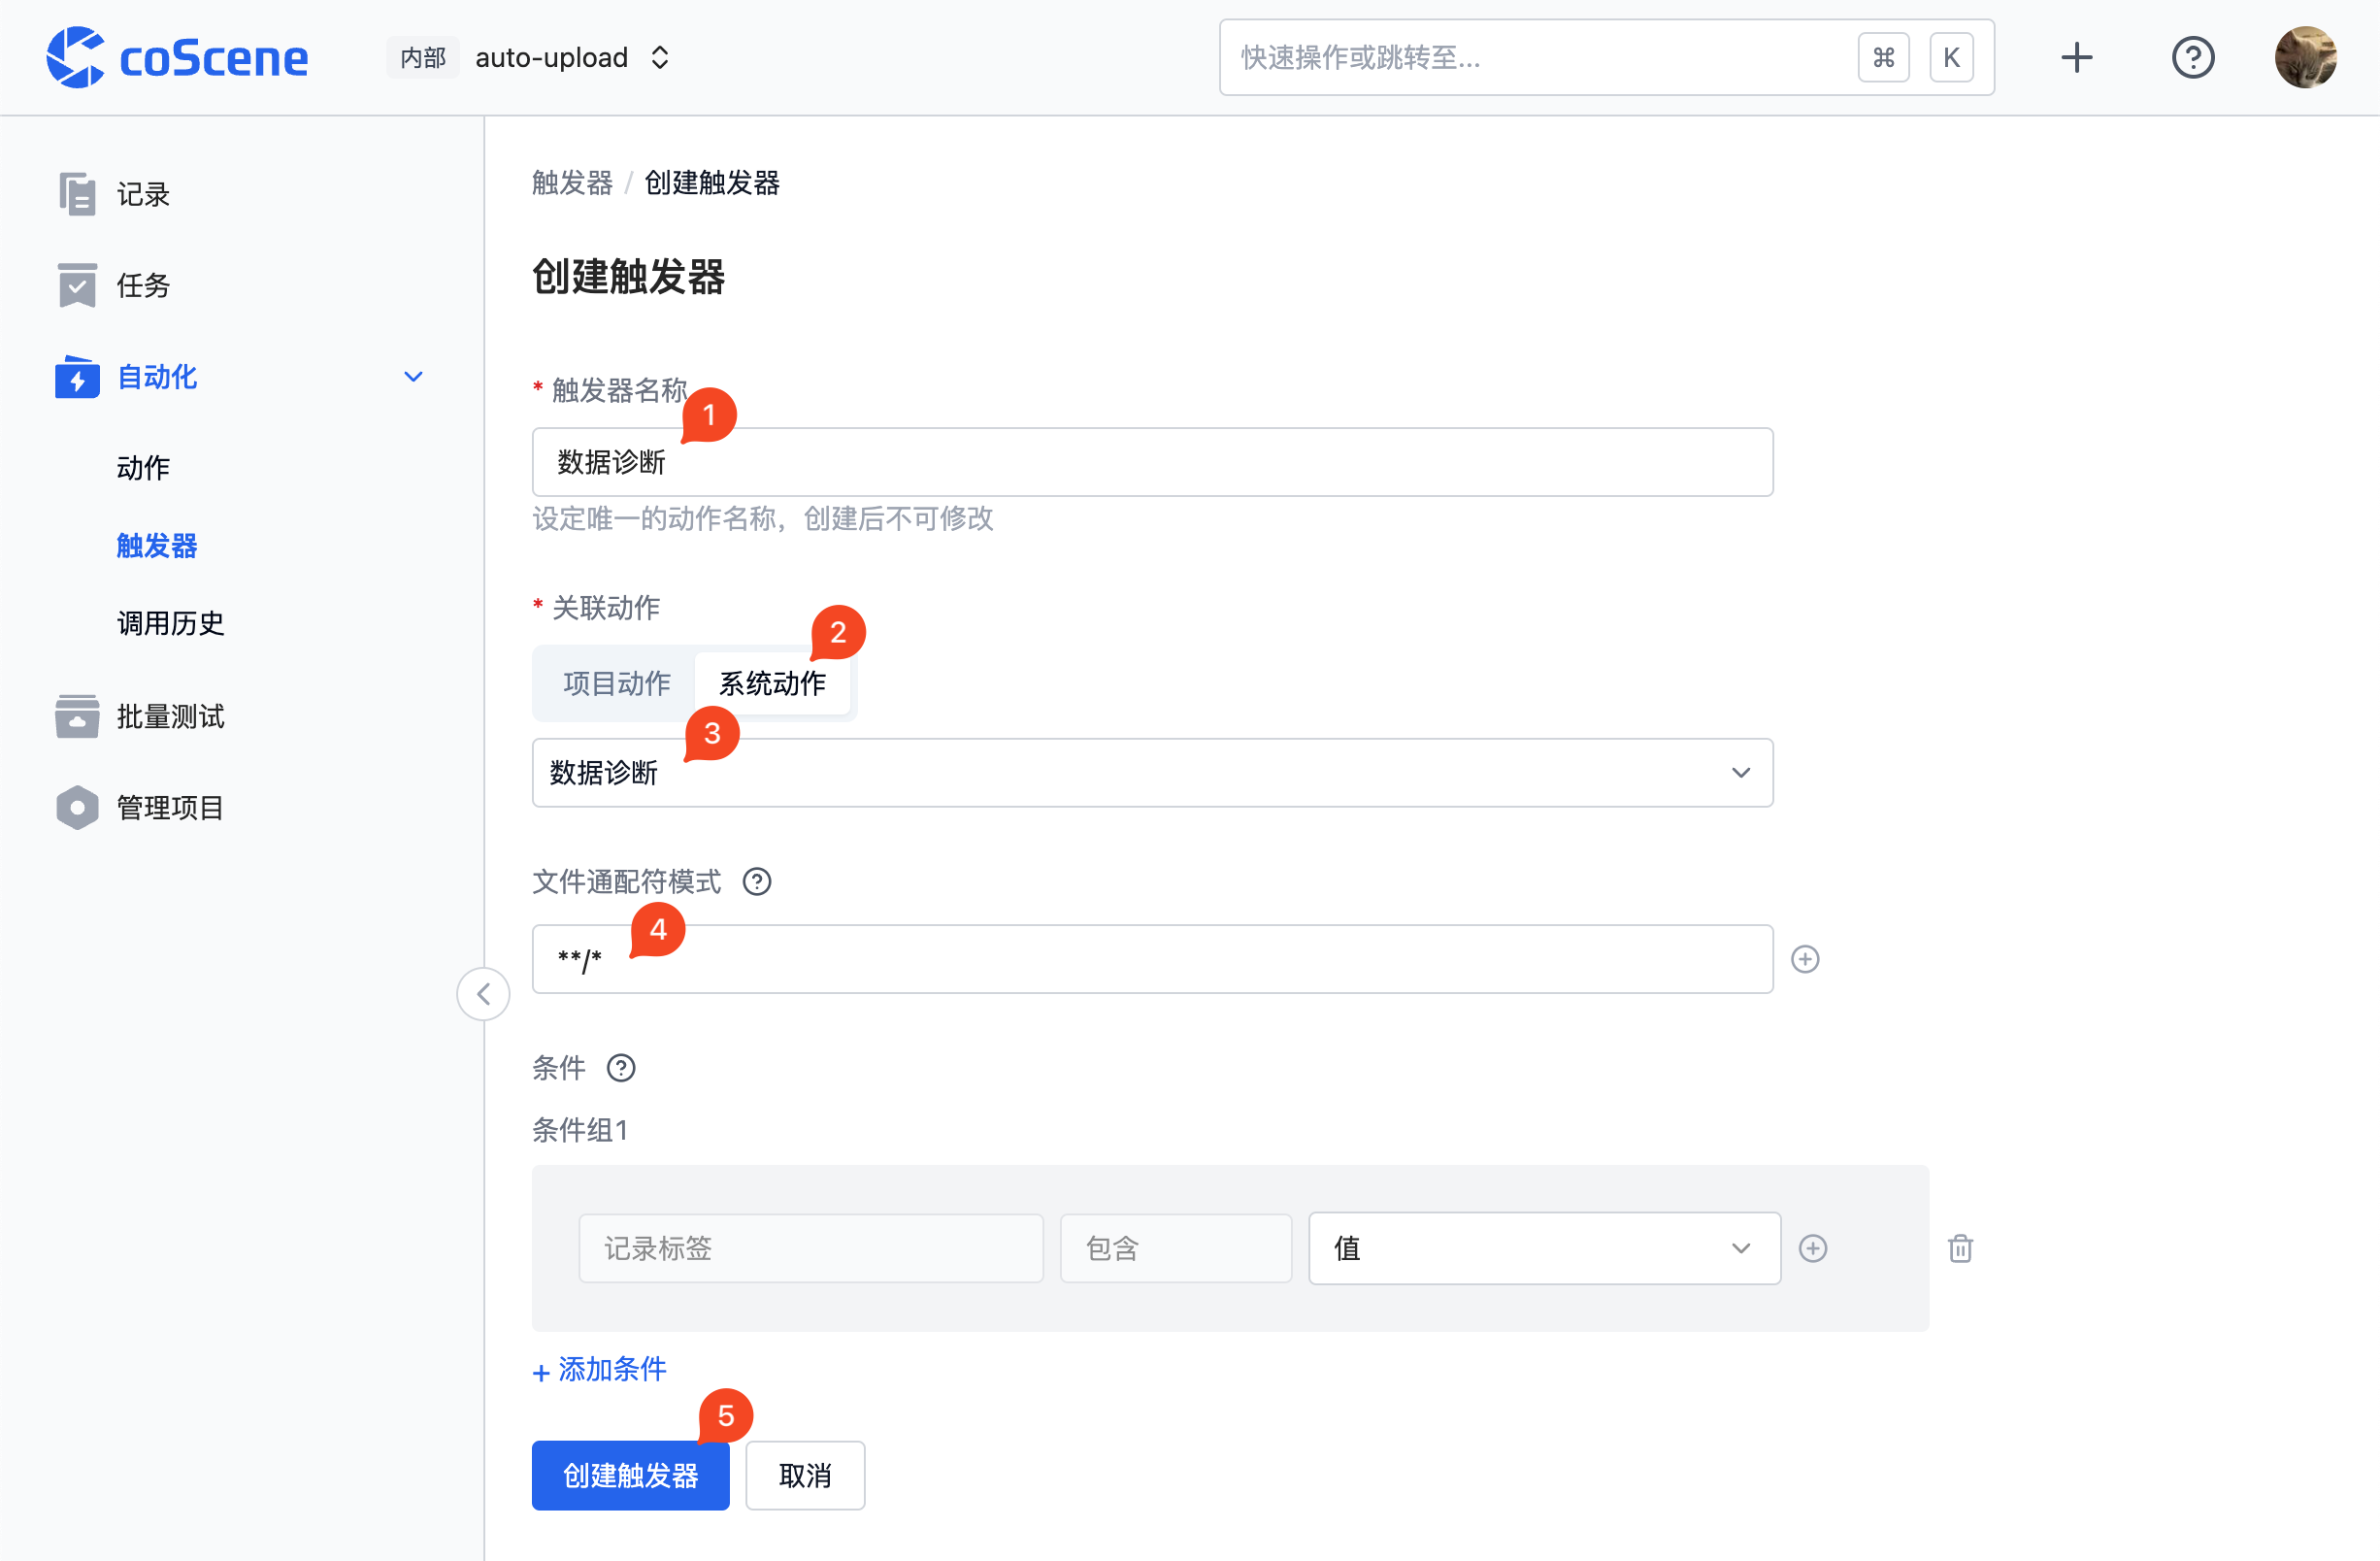 coScene
内部 auto-upload
快速操作或跳转至... ⌘ K
记录
任务
自动化
动作
触发器
调用历史
批量测试
管理项目
触发器 / 创建触发器
创建触发器
* 触发器名称
1
数据诊断
设定唯一的动作名称，创建后不可修改
* 关联动作
2
项目动作 系统动作
3
数据诊断
文件通配符模式
4
**/*
条件
条件组1
记录标签 包含 值
+ 添加条件
5
创建触发器 取消